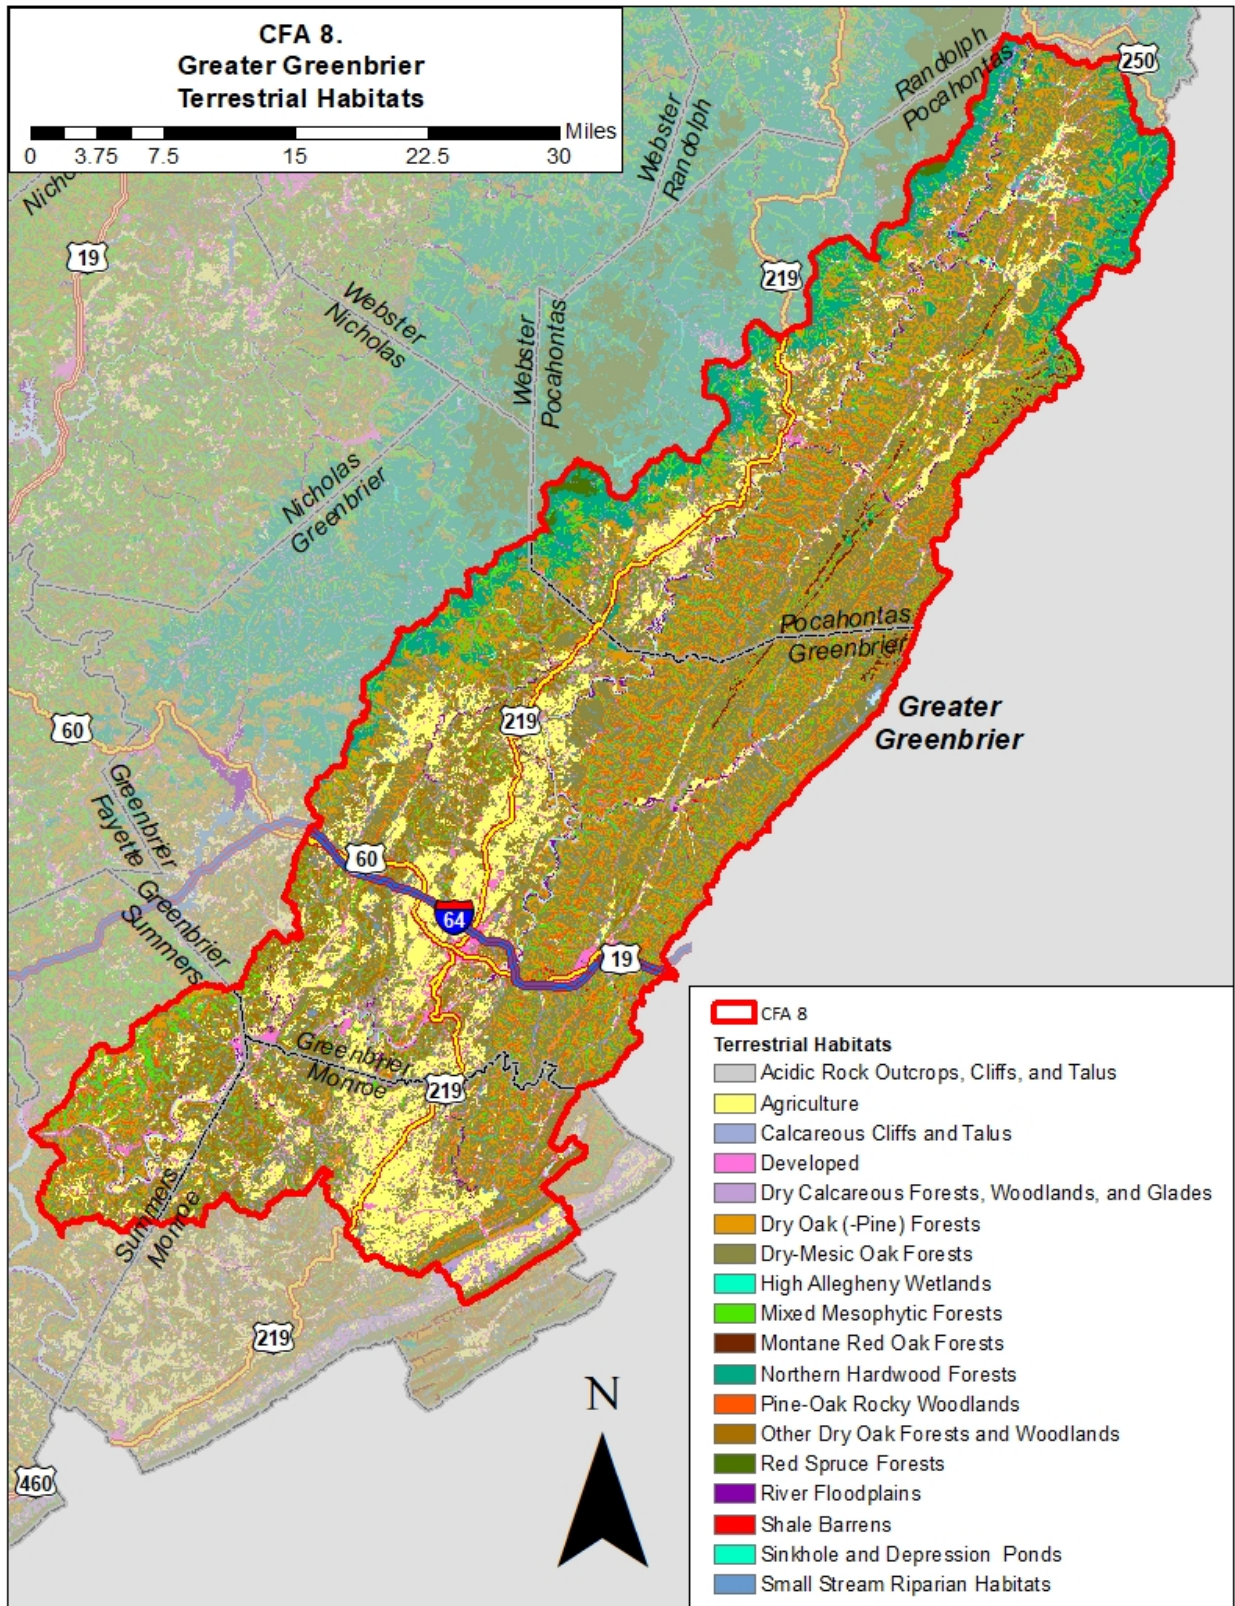 CFA 8.
Greater Greenbrier
Terrestrial Habitats
Miles
0 3.75 7.5 15 22.5 30
250
Randolph
Pocahontas
Webster
Randolph
19
219
Webster
Nicholas
Webster
Pocahontas
Nicholas
Greenbrier
Pocahontas
Greenbrier
Greater
Greenbrier
219
60
60
Greenbrier
Fayette
64
19
Greenbrier
Summers
Greenbrier
Monroe
219
Summers
Monroe
219
460
N
CFA 8
Terrestrial Habitats
Acidic Rock Outcrops, Cliffs, and Talus
Agriculture
Calcareous Cliffs and Talus
Developed
Dry Calcareous Forests, Woodlands, and Glades
Dry Oak (-Pine) Forests
Dry-Mesic Oak Forests
High Allegheny Wetlands
Mixed Mesophytic Forests
Montane Red Oak Forests
Northern Hardwood Forests
Pine-Oak Rocky Woodlands
Other Dry Oak Forests and Woodlands
Red Spruce Forests
River Floodplains
Shale Barrens
Sinkhole and Depression Ponds
Small Stream Riparian Habitats